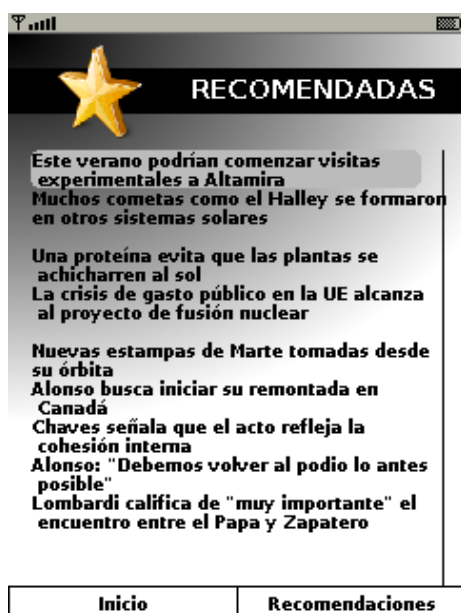 RECOMENDADAS
Este verano podrían comenzar visitas
experimentales a Altamira
Muchos cometas como el Halley se formaron
en otros sistemas solares
Una proteína evita que las plantas se
achicharren al sol
La crisis de gasto público en la UE alcanza
al proyecto de fusión nuclear
Nuevas estampas de Marte tomadas desde
su órbita
Alonso busca iniciar su remontada en
Canadá
Chaves señala que el acto refleja la
cohesión interna
Alonso: "Debemos volver al podio lo antes
posible"
Lombardi califica de "muy importante" el
encuentro entre el Papa y Zapatero
Inicio
Recomendaciones